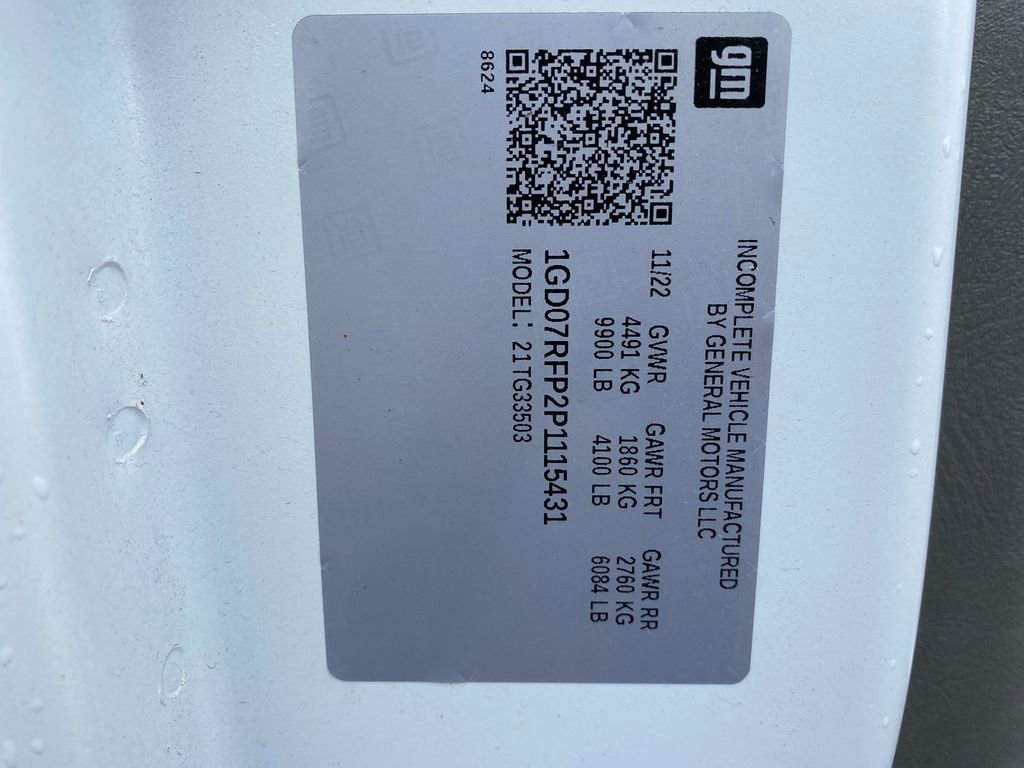 gm
INCOMPLETE VEHICLE MANUFACTURED
BY GENERAL MOTORS LLC
11/22 GVWR GAWR FRT GAWR RR
4491 KG 1860 KG 2760 KG
9900 LB 4100 LB 6084 LB
1GD07RFP2P1115431
MODEL: 21TG33503
8624